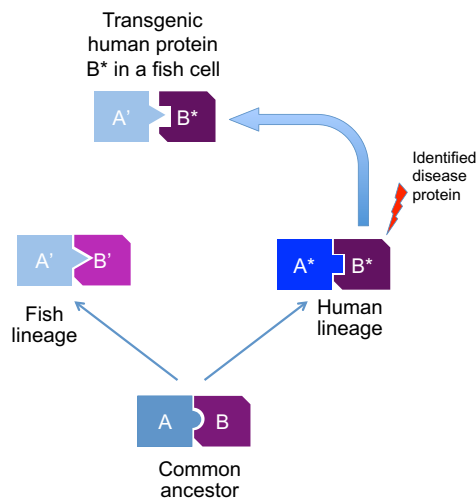 Transgenic
human protein
B* in a fish cell
A’ B*
Identified
disease
protein
A’ B’
A* B*
Fish
lineage
Human
lineage
A B
Common
ancestor